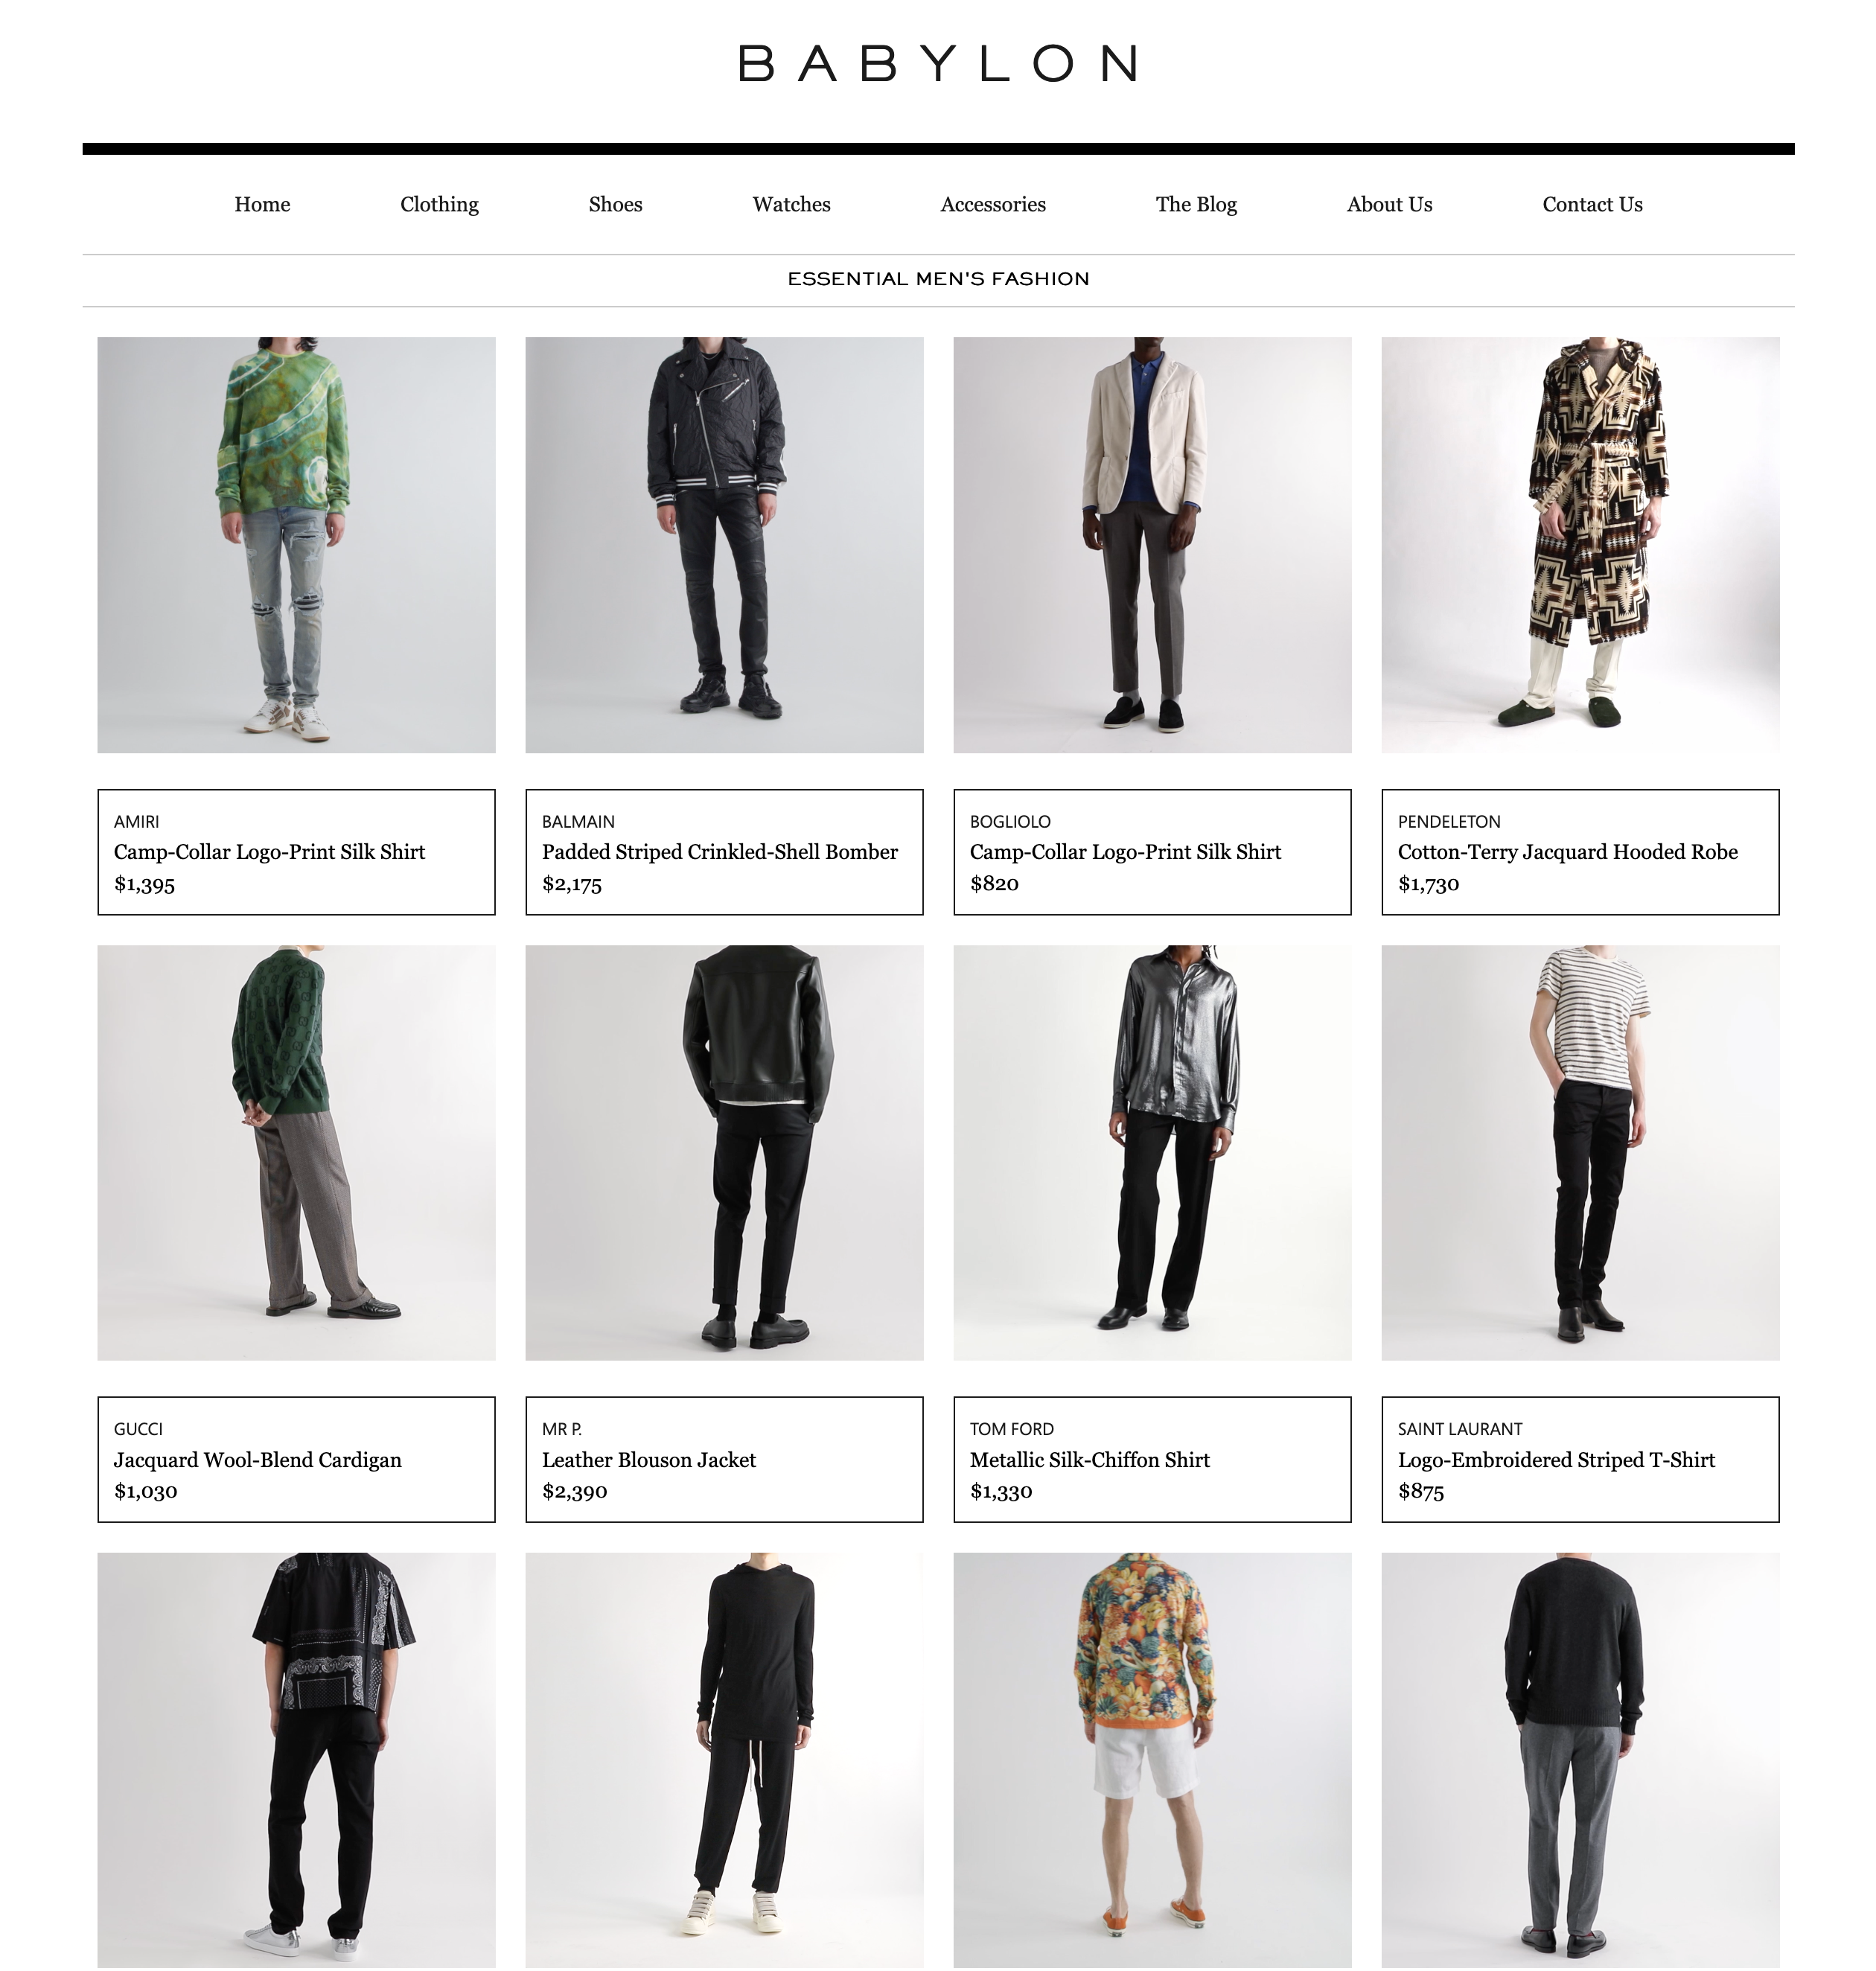 BABYLON
Home Clothing Shoes Watches Accessories The Blog About Us Contact Us
ESSENTIAL MEN'S FASHION
AMIRI
Camp-Collar Logo-Print Silk Shirt
$1,395
BALMAIN
Padded Striped Crinkled-Shell Bomber
$2,175
BOGLIOLO
Camp-Collar Logo-Print Silk Shirt
$820
PENDELETON
Cotton-Terry Jacquard Hooded Robe
$1,730
GUCCI
Jacquard Wool-Blend Cardigan
$1,030
MR P.
Leather Blouson Jacket
$2,390
TOM FORD
Metallic Silk-Chiffon Shirt
$1,330
SAINT LAURANT
Logo-Embroidered Striped T-Shirt
$875